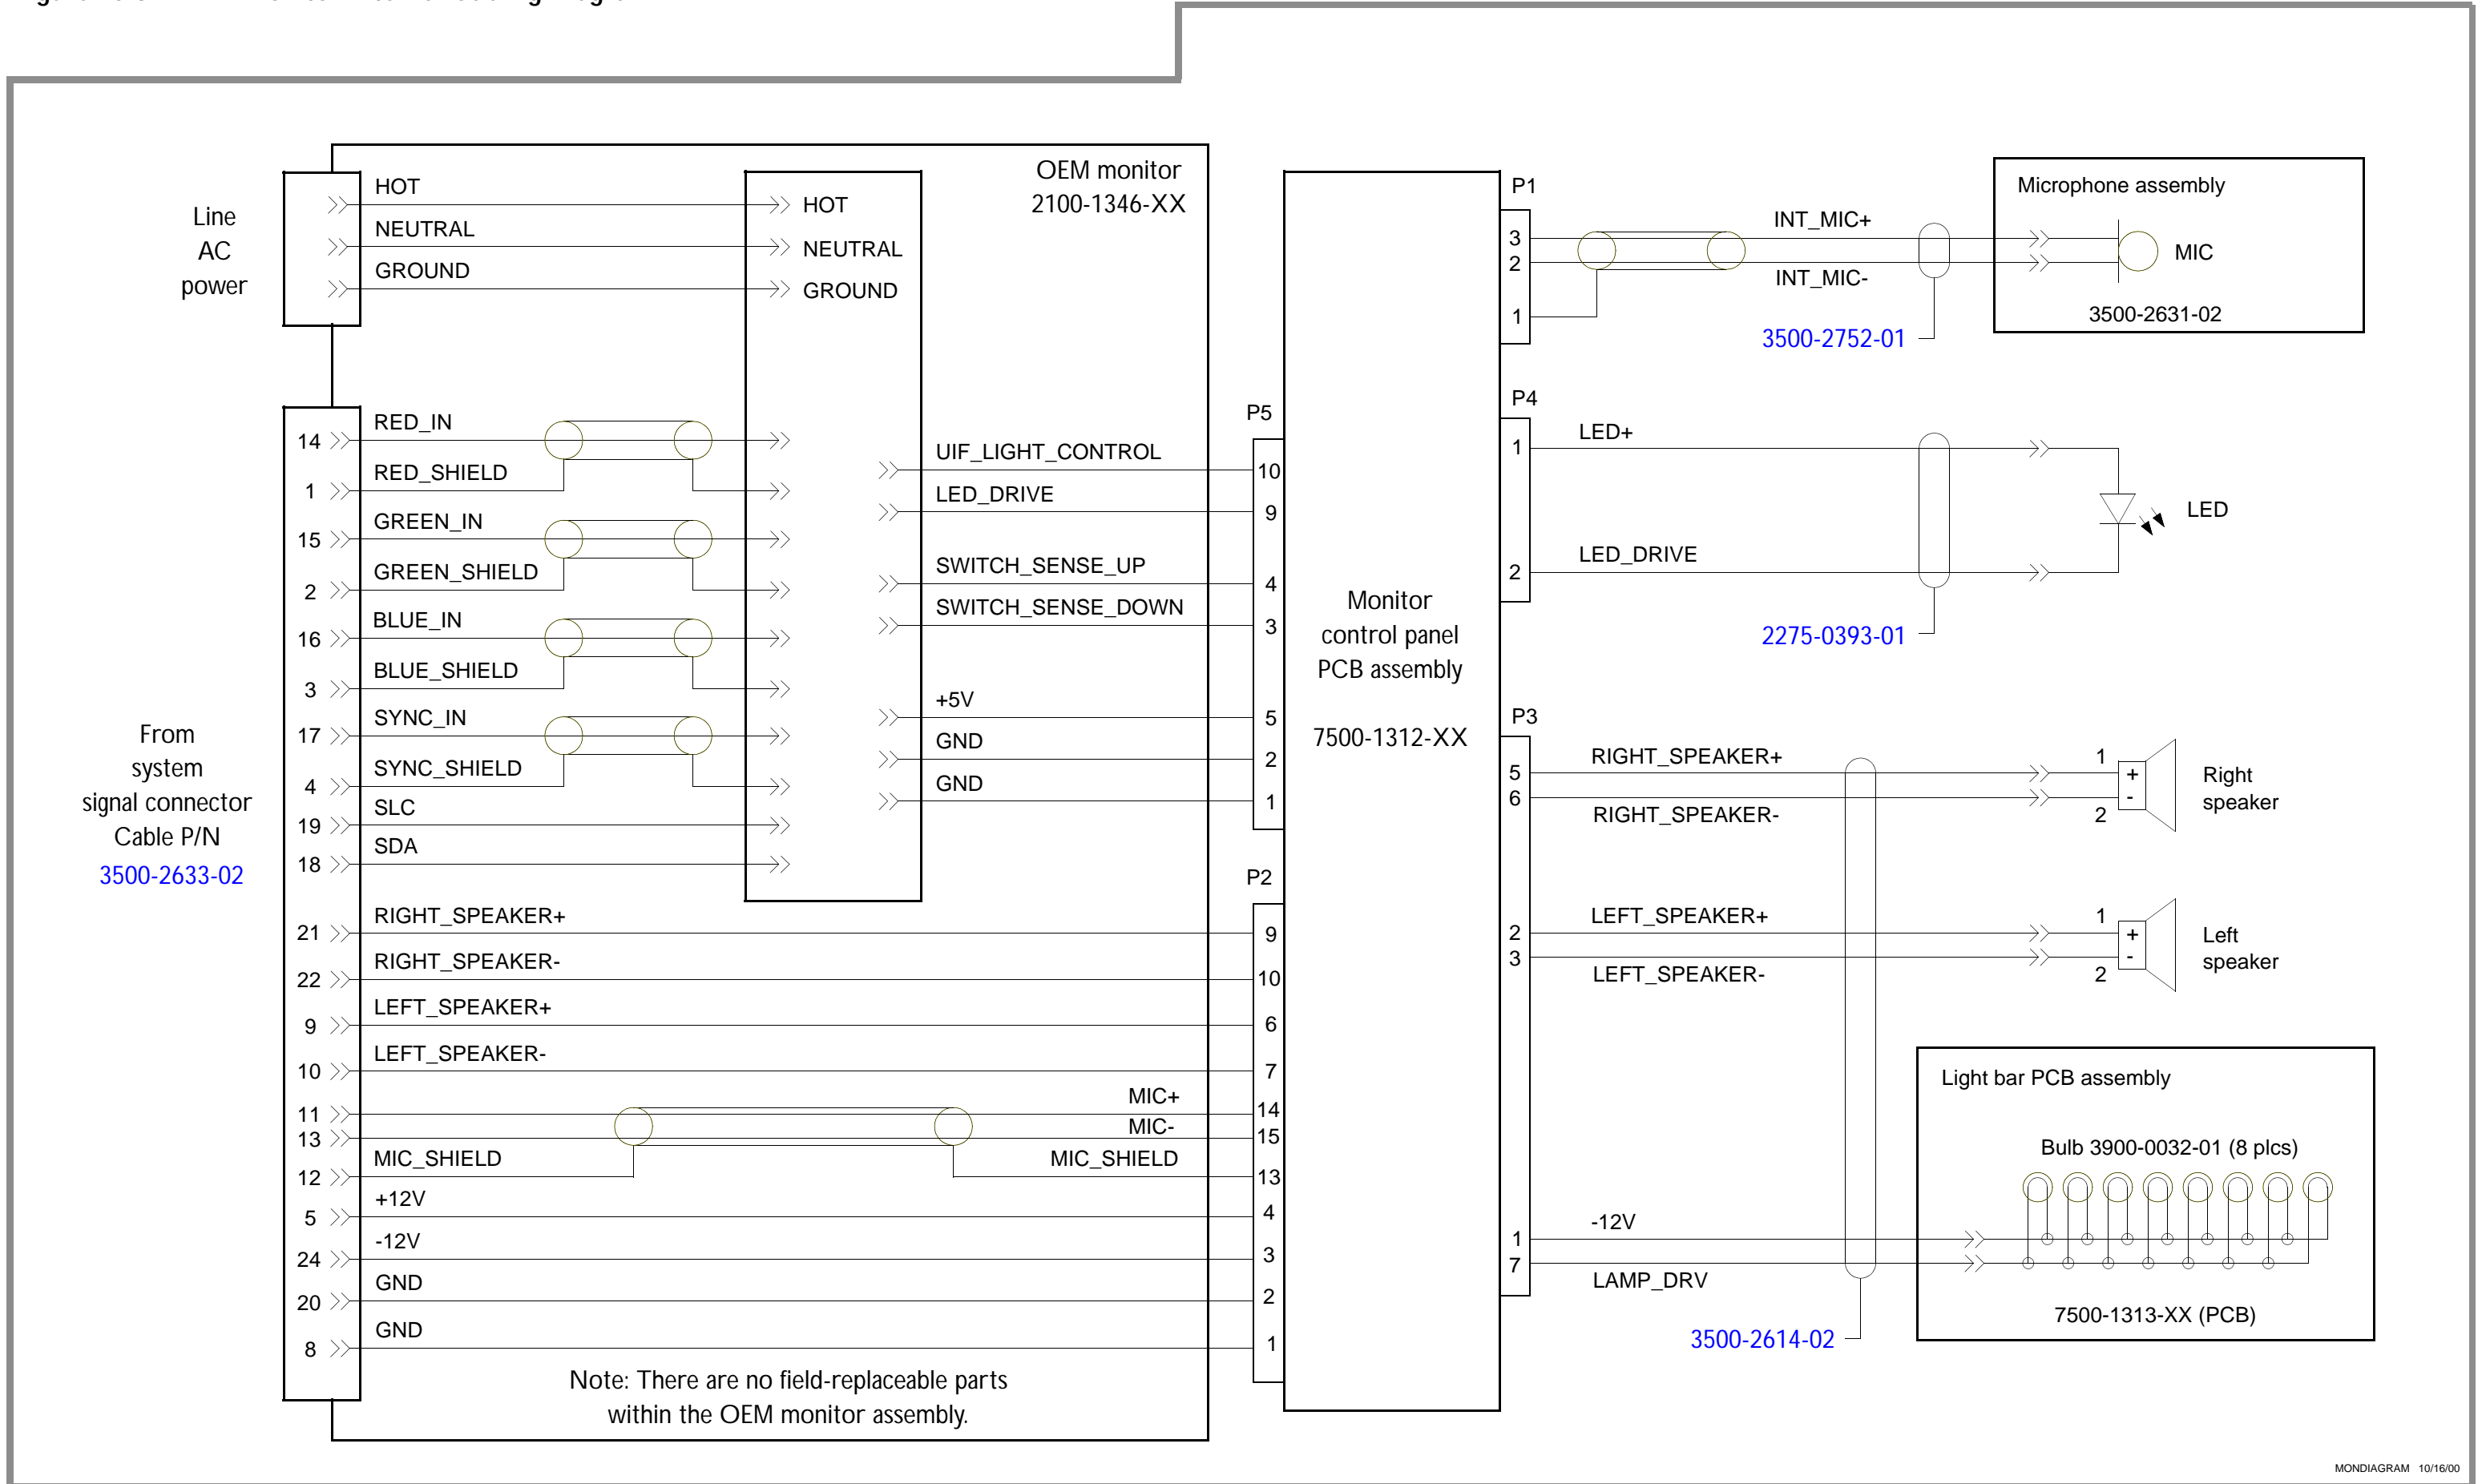 OEM monitor
2100-1346-XX
Line
AC
power
HOT
NEUTRAL
GROUND
HOT
NEUTRAL
GROUND
From
system
signal connector
Cable P/N
3500-2633-02
14 RED_IN
1 RED_SHIELD
15 GREEN_IN
2 GREEN_SHIELD
16 BLUE_IN
3 BLUE_SHIELD
17 SYNC_IN
4 SYNC_SHIELD
19 SLC
18 SDA
21 RIGHT_SPEAKER+
22 RIGHT_SPEAKER-
9 LEFT_SPEAKER+
10 LEFT_SPEAKER-
11
13
12 MIC_SHIELD
5 +12V
24 -12V
20 GND
8 GND
P5
UIF_LIGHT_CONTROL 10
LED_DRIVE 9
SWITCH_SENSE_UP 4
SWITCH_SENSE_DOWN 3
+5V 5
GND 2
GND 1
P2
9
10
6
7
MIC+ 14
MIC- 15
MIC_SHIELD 13
4
3
2
1
Note: There are no field-replaceable parts
within the OEM monitor assembly.
Monitor
control panel
PCB assembly
7500-1312-XX
P1
3 INT_MIC+
2 INT_MIC-
1
3500-2752-01
Microphone assembly
MIC
3500-2631-02
P4
1 LED+
2 LED_DRIVE
LED
2275-0393-01
P3
5 RIGHT_SPEAKER+ 1 +
6 RIGHT_SPEAKER- 2 -
Right
speaker
2 LEFT_SPEAKER+ 1 +
3 LEFT_SPEAKER- 2 -
Left
speaker
1 -12V
7 LAMP_DRV
3500-2614-02
Light bar PCB assembly
Bulb 3900-0032-01 (8 plcs)
7500-1313-XX (PCB)
MONDIAGRAM 10/16/00